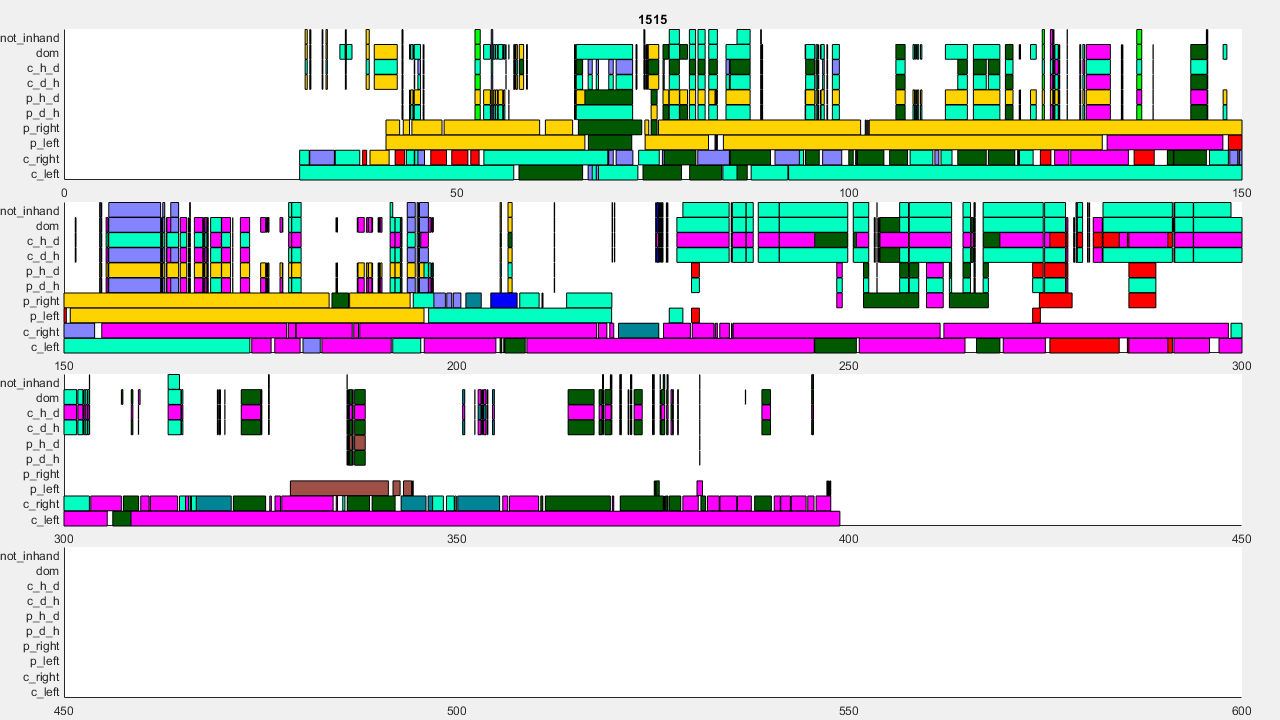 1515
not_inhand
dom
c_h_d
c_d_h
p_h_d
p_d_h
p_right
p_left
c_right
c_left
0 50 100 150
not_inhand
dom
c_h_d
c_d_h
p_h_d
p_d_h
p_right
p_left
c_right
c_left
150 200 250 300
not_inhand
dom
c_h_d
c_d_h
p_h_d
p_d_h
p_right
p_left
c_right
c_left
300 350 400 450
not_inhand
dom
c_h_d
c_d_h
p_h_d
p_d_h
p_right
p_left
c_right
c_left
450 500 550 600